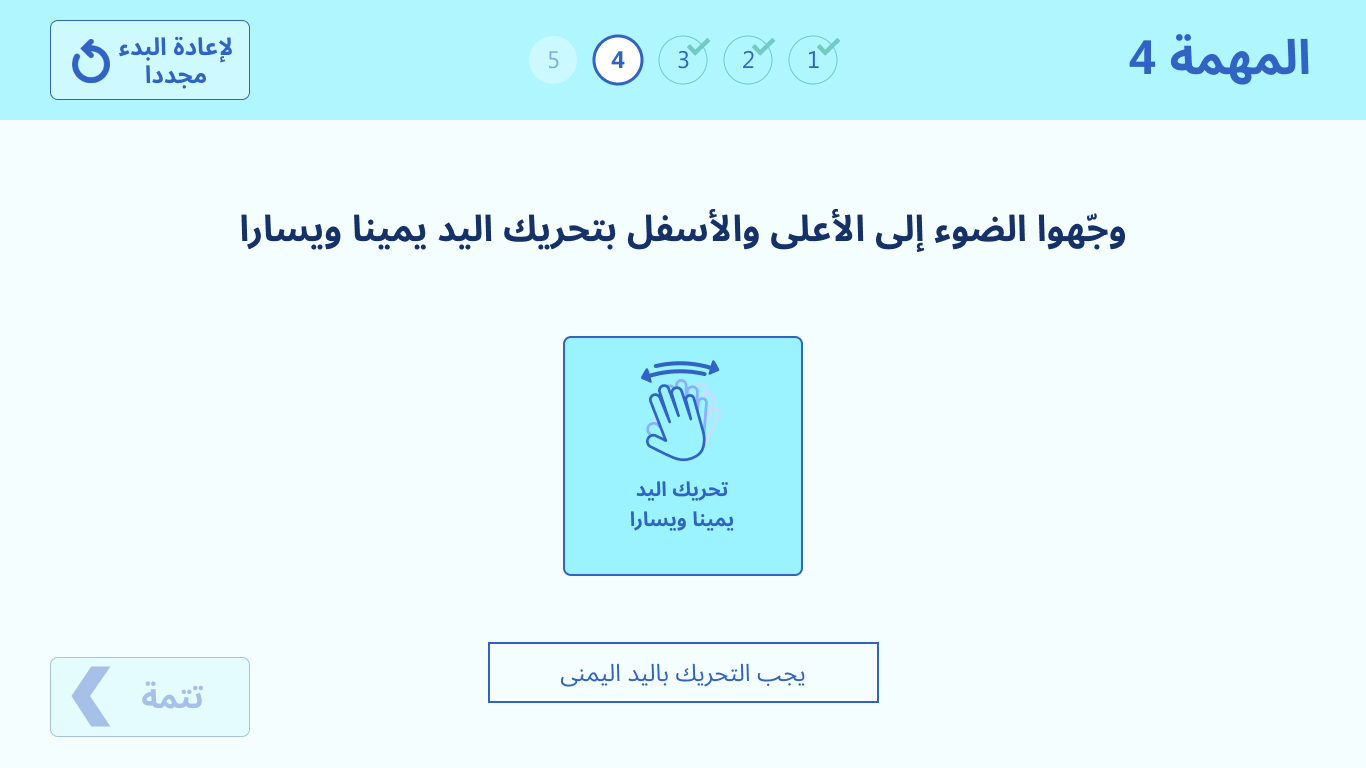 المهمة 4
1
2
3
4
5
لإعادة البدء
مجددا
وجّهوا الضوء إلى الأعلى والأسفل بتحريك اليد يمينا ويسارا
تحريك اليد
يمينا ويسارا
يجب التحريك باليد اليمنى
تتمة